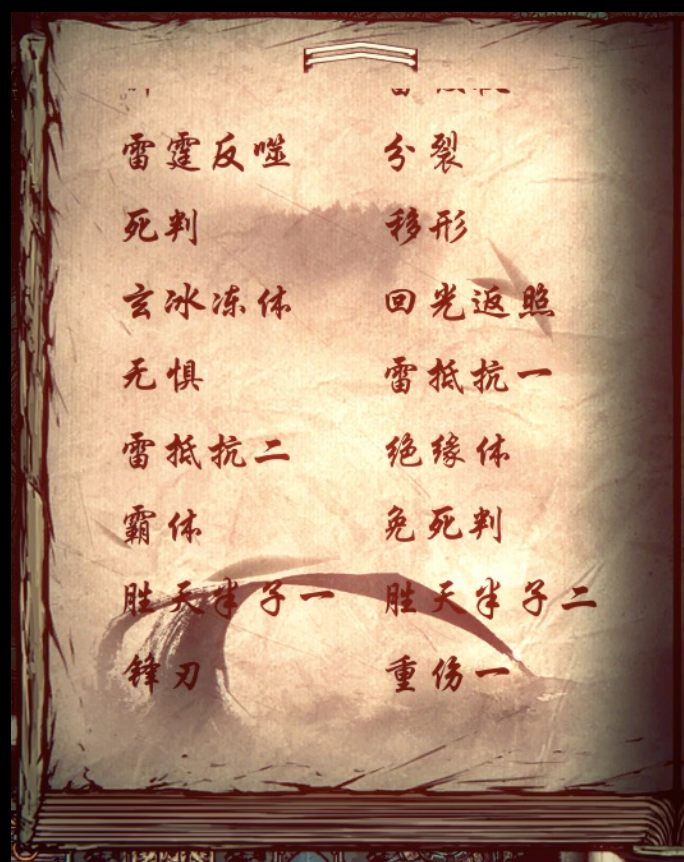 雷霆反噬 分裂
死判 移形
玄冰冻体 回光返照
无惧 雷抵抗一
雷抵抗二 绝缘体
霸体 免死判
胜天半子一 胜天半子二
锋刃 重伤一